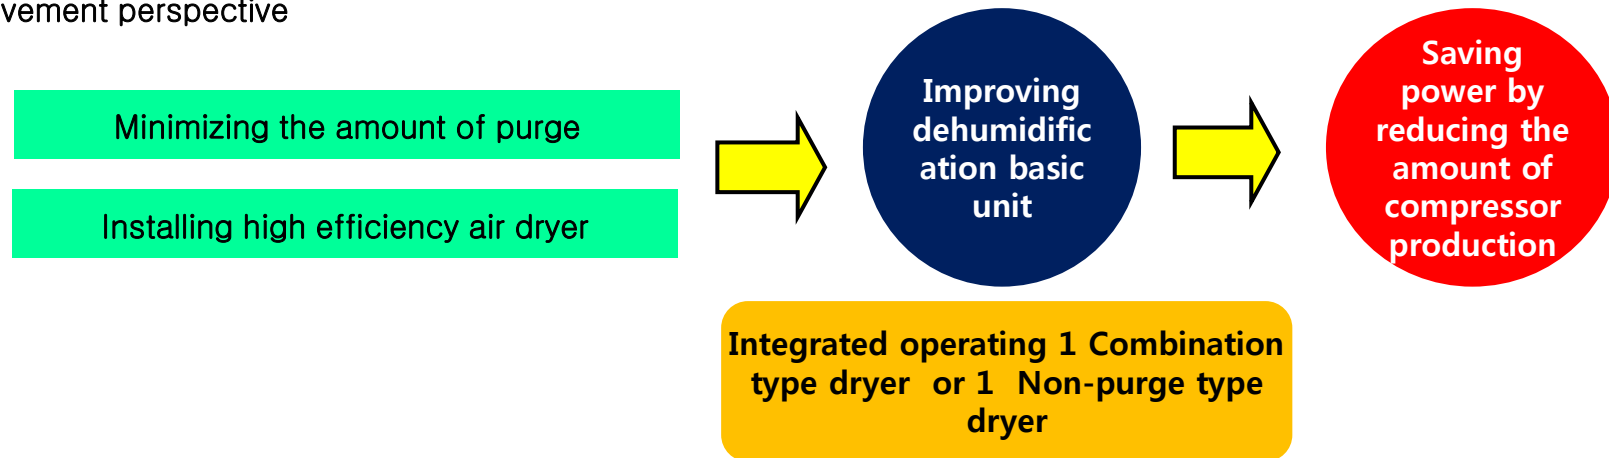 vement perspective
Minimizing the amount of purge
Installing high efficiency air dryer
Improving
dehumidific
ation basic
unit
Saving
power by
reducing the
amount of
compressor
production
Integrated operating 1 Combination
type dryer or 1 Non-purge type
dryer